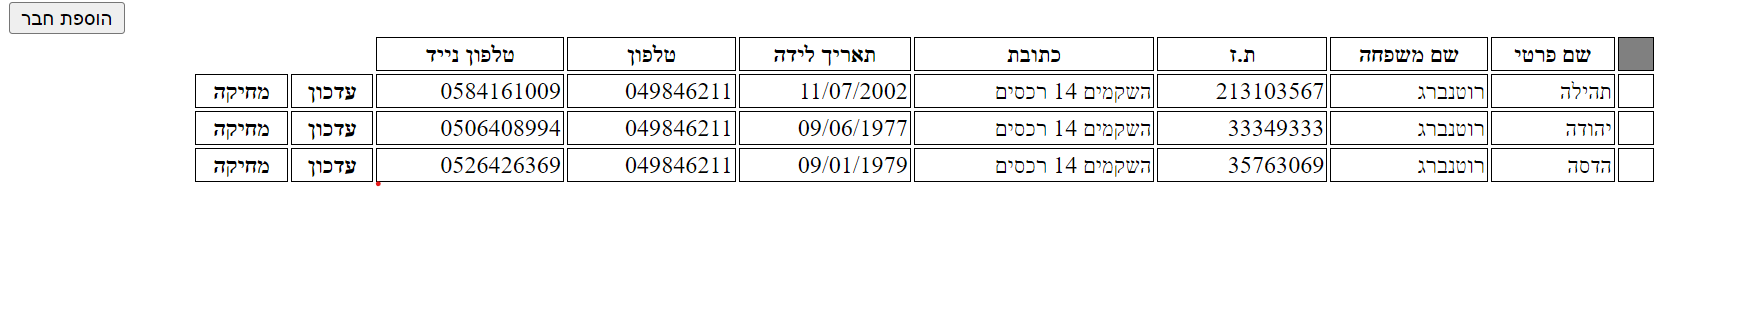 הוספת חבר
שם פרטי שם משפחה ת.ז כתובת תאריך לידה טלפון טלפון נייד
תהילה רוטנברג 213103567 השקמים 14 רכסים 11/07/2002 049846211 0584161009 עדכון מחיקה
יהודה רוטנברג 33349333 השקמים 14 רכסים 09/06/1977 049846211 0506408994 עדכון מחיקה
הדסה רוטנברג 35763069 השקמים 14 רכסים 09/01/1979 049846211 0526426369 עדכון מחיקה